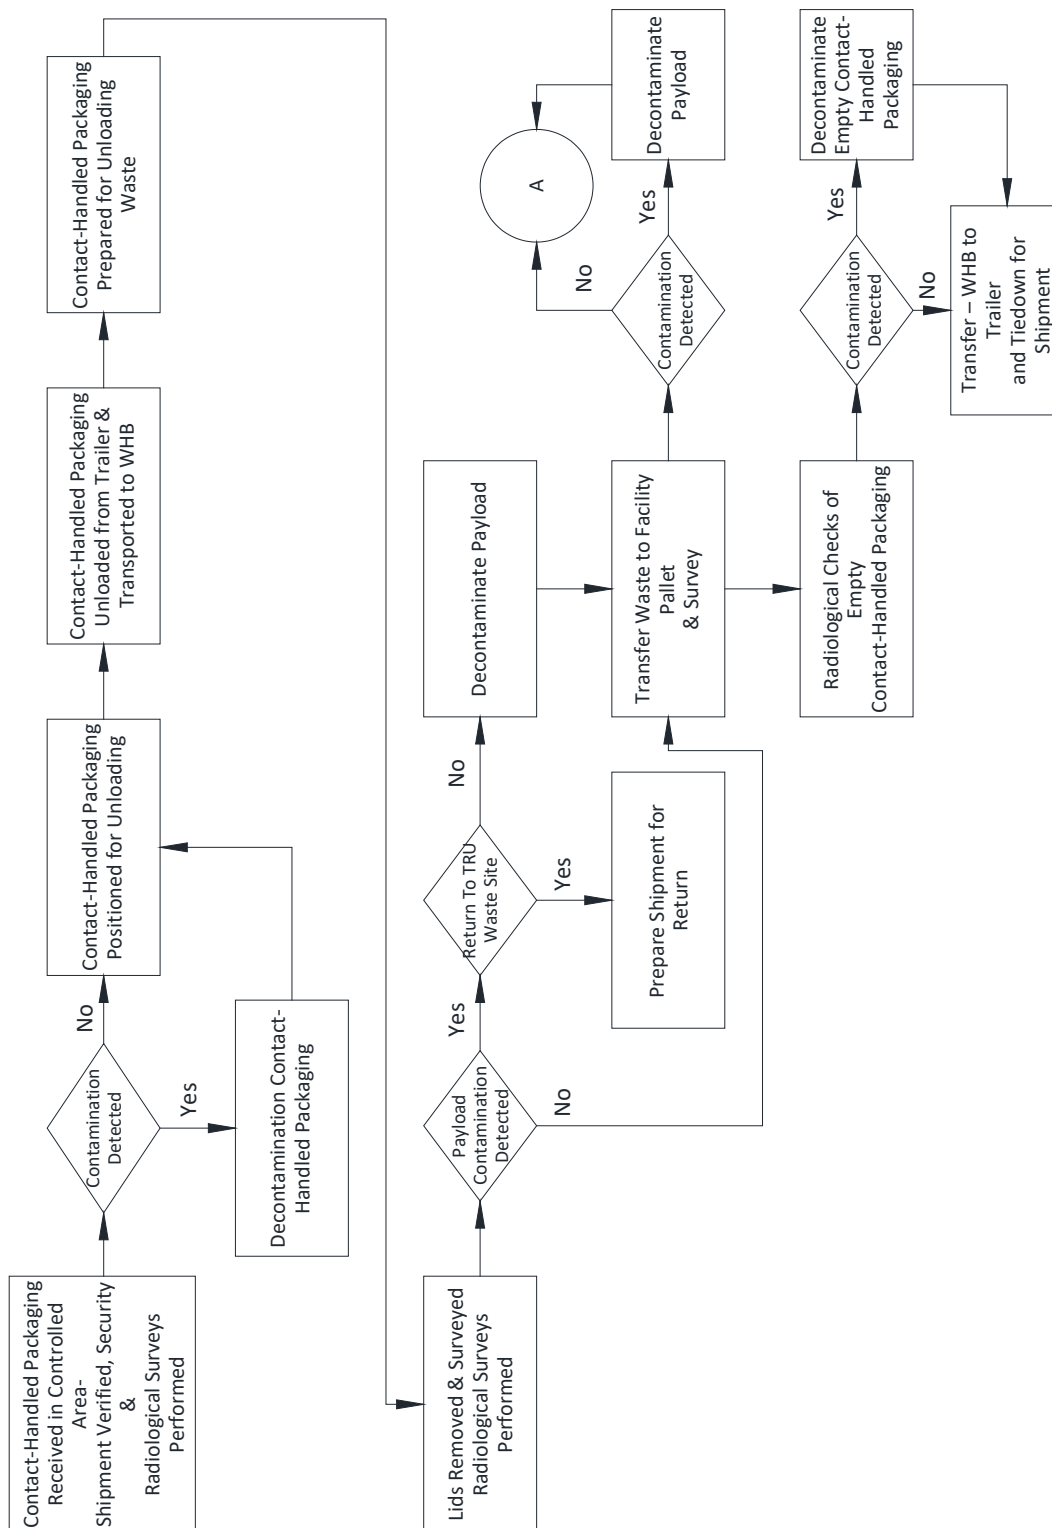 Contact-Handled Packaging
Received in Controlled
Area-
Shipment Verified, Security
&
Radiological Surveys
Performed
Contamination
Detected
No
Yes
Decontamination Contact-
Handled Packaging
Contact-Handled Packaging
Positioned for Unloading
Contact-Handled Packaging
Unloaded from Trailer &
Transported to WHB
Contact-Handled Packaging
Prepared for Unloading
Waste
Lids Removed & Surveyed
Radiological Surveys
Performed
Payload
Contamination
Detected
Yes
No
Return To TRU
Waste Site
No
Yes
Prepare Shipment for
Return
Decontaminate Payload
Transfer Waste to Facility
Pallet
& Survey
Contamination
Detected
No
Yes
A
Decontaminate
Payload
Radiological Checks of
Empty
Contact-Handled Packaging
Contamination
Detected
Yes
No
Decontaminate
Empty Contact-
Handled
Packaging
Transfer – WHB to
Trailer
and Tiedown for
Shipment